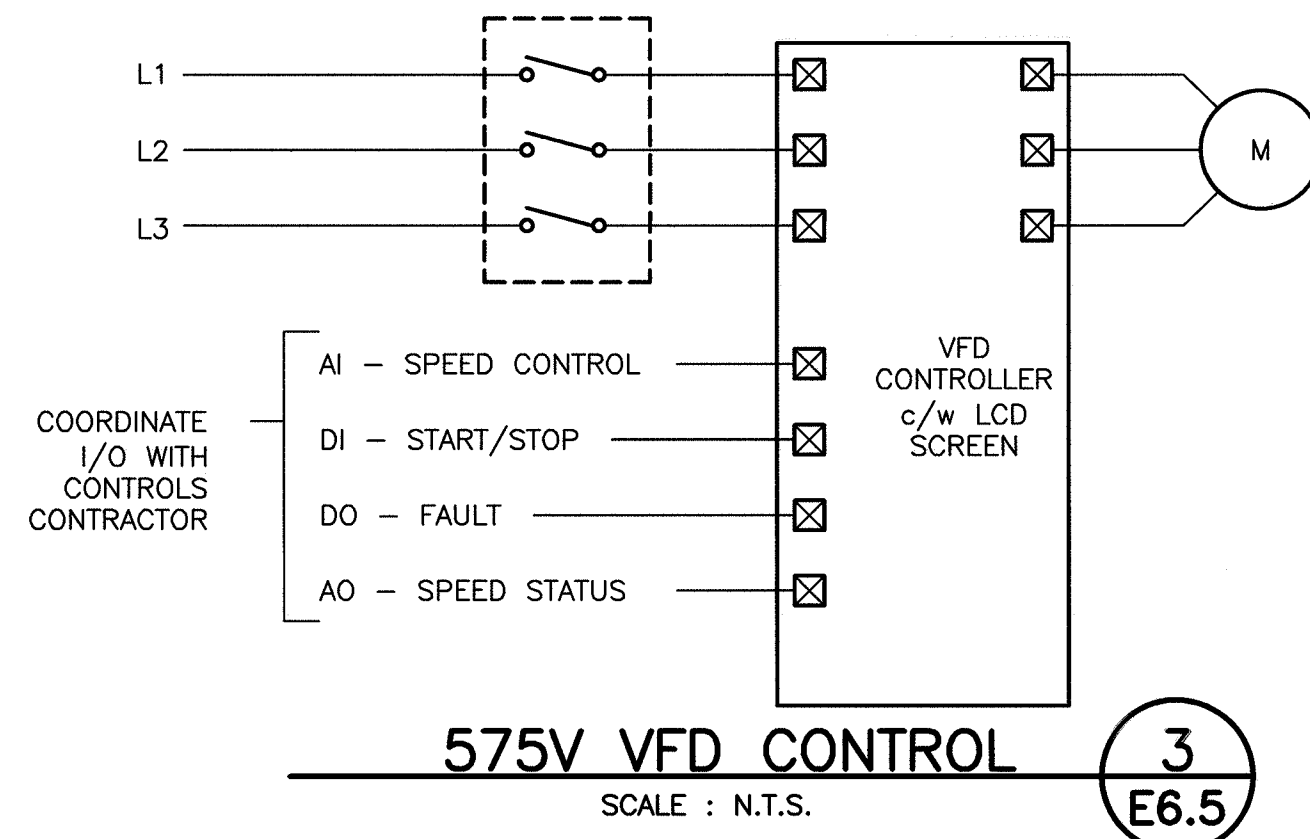 L1
L2
L3
M
COORDINATE
I/O WITH
CONTROLS
CONTRACTOR
AI – SPEED CONTROL
DI – START/STOP
DO – FAULT
AO – SPEED STATUS
VFD
CONTROLLER
c/w LCD
SCREEN
575V VFD CONTROL
SCALE : N.T.S.
3
E6.5